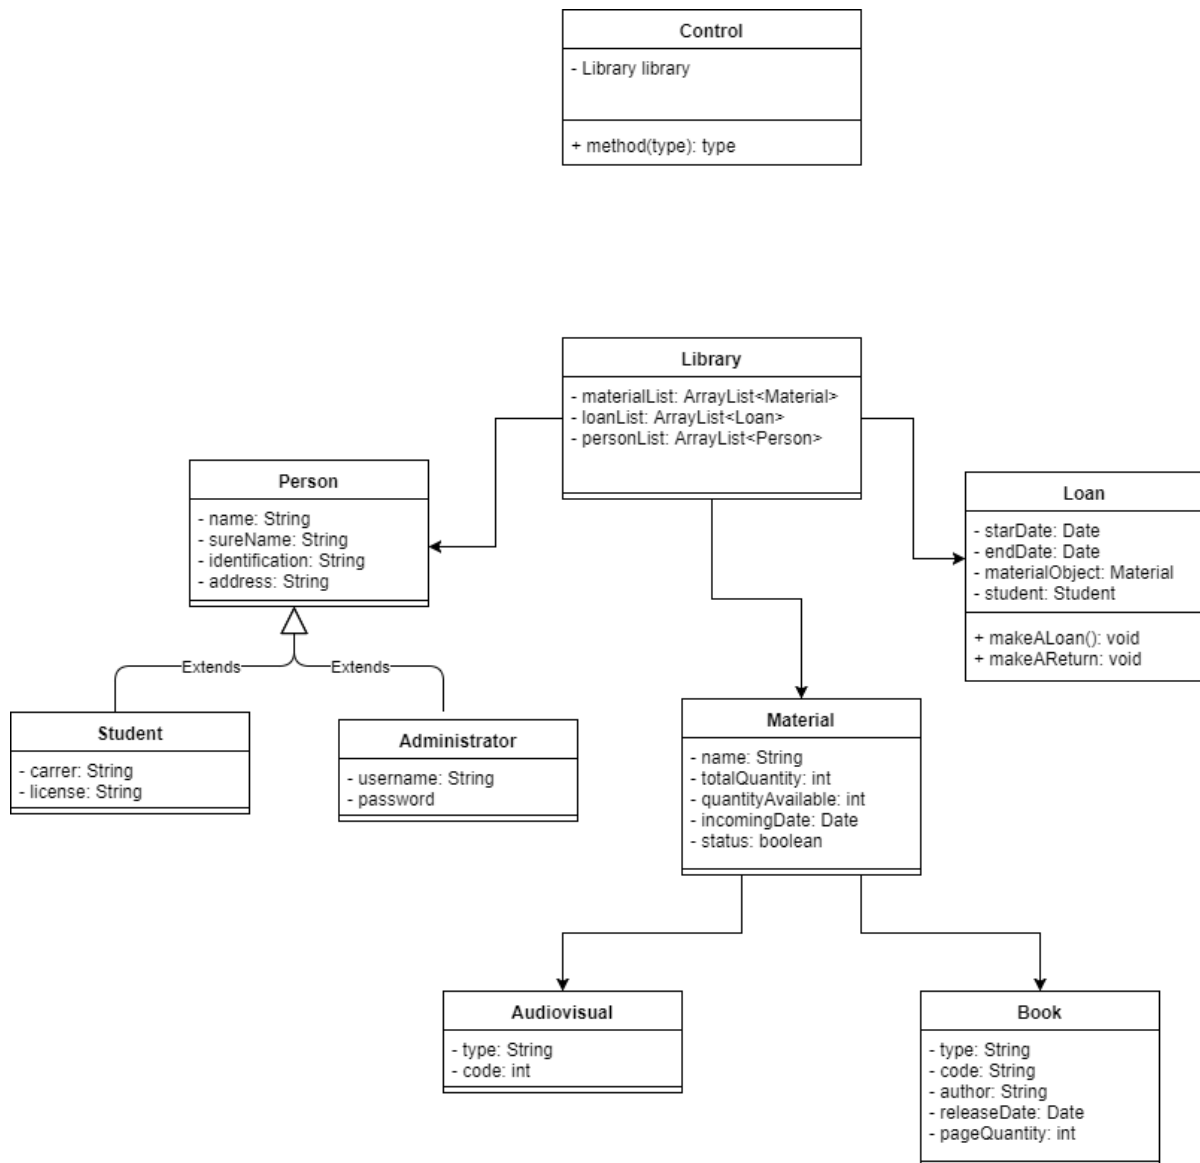 Control
- Library library
+ method(type): type
Library
- materialList: ArrayList<Material>
- loanList: ArrayList<Loan>
- personList: ArrayList<Person>
Person
- name: String
- sureName: String
- identification: String
- address: String
Loan
- starDate: Date
- endDate: Date
- materialObject: Material
- student: Student
+ makeALoan(): void
+ makeAReturn: void
Extends
Extends
Student
- carrer: String
- license: String
Administrator
- username: String
- password
Material
- name: String
- totalQuantity: int
- quantityAvailable: int
- incomingDate: Date
- status: boolean
Audiovisual
- type: String
- code: int
Book
- type: String
- code: String
- author: String
- releaseDate: Date
- pageQuantity: int